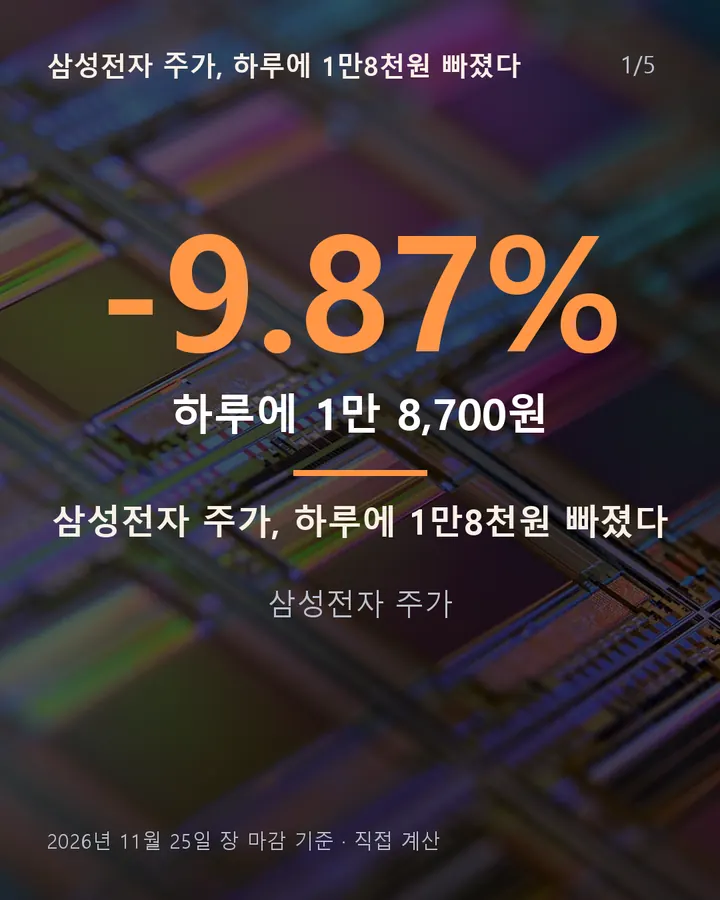 삼성전자 주가, 하루에 1만8천원 빠졌다
1/5
-9.87%
하루에 1만 8,700원
삼성전자 주가, 하루에 1만8천원 빠졌다
삼성전자 주가
2026년 11월 25일 장 마감 기준 · 직접 계산